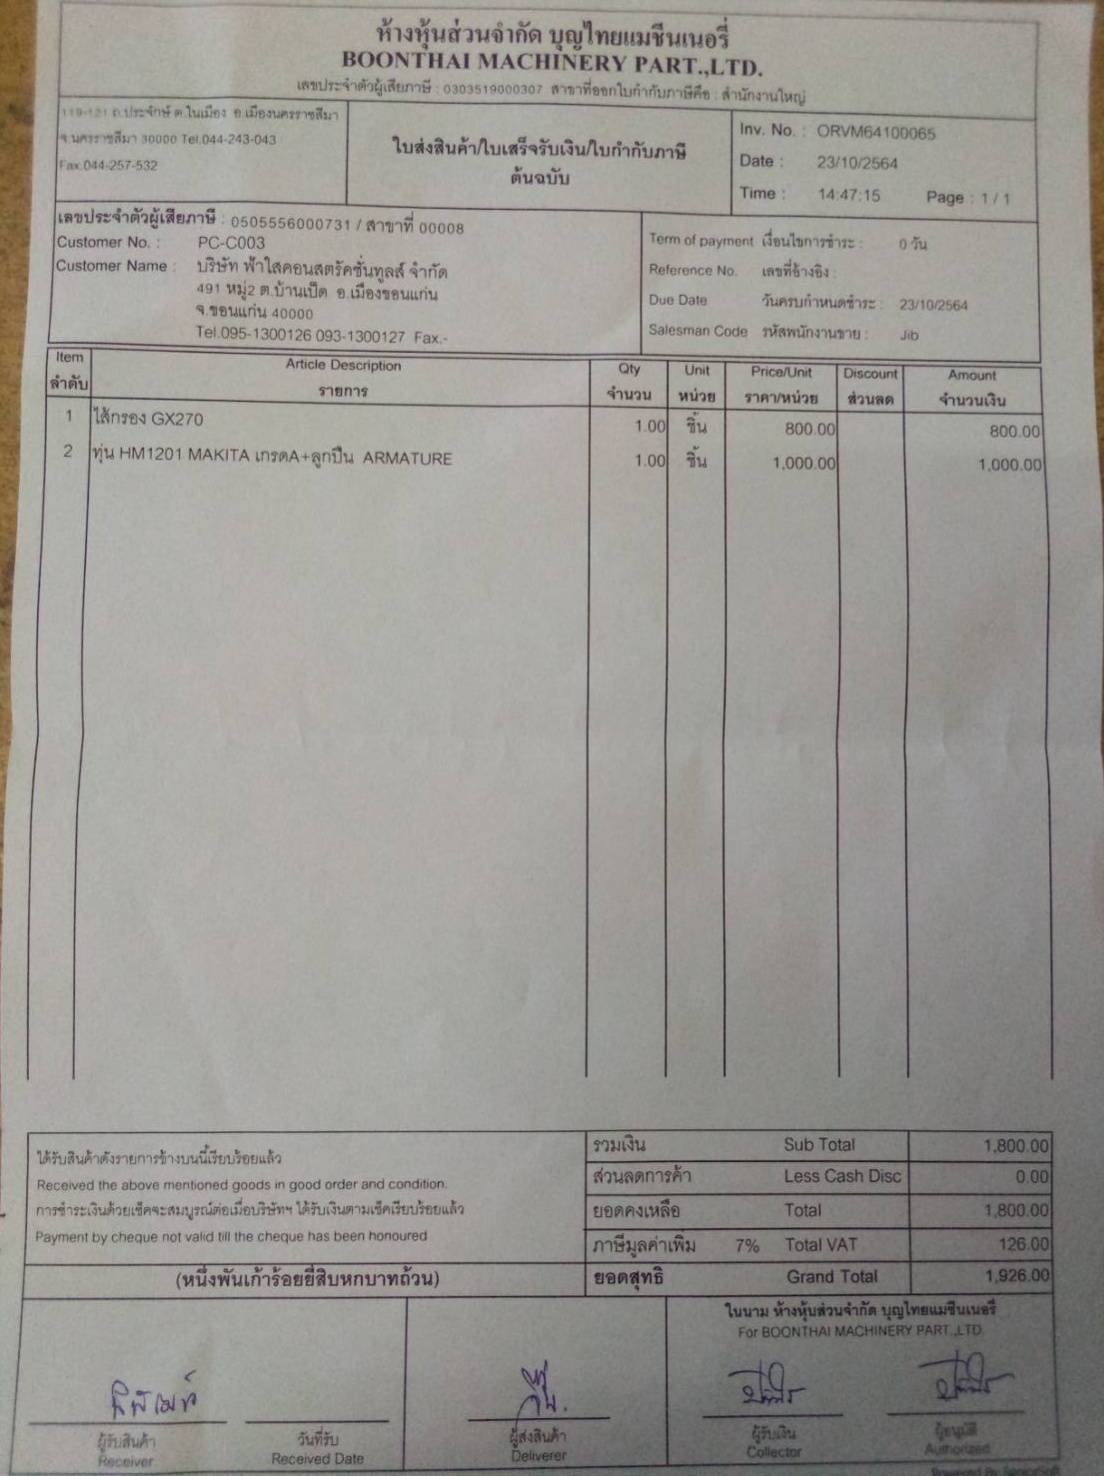 ห้างหุ้นส่วนจำกัด บุญไทยแมชีนเนอรี่
BOONTHAI MACHINERY PART.,LTD.
เลขประจำตัวผู้เสียภาษี : 0303519000307 สาขาที่ออกใบกำกับภาษีคือ : สำนักงานใหญ่
119-121 ถ.ประจักษ์ ต.ในเมือง อ.เมืองนครราชสีมา
จ.นครราชสีมา 30000 Tel.044-243-043
Fax.044-257-532
ใบส่งสินค้า/ใบเสร็จรับเงิน/ใบกำกับภาษี
ต้นฉบับ
Inv. No. : ORVM64100065
Date : 23/10/2564
Time : 14:47:15 Page : 1 / 1
เลขประจำตัวผู้เสียภาษี : 0505556000731 / สาขาที่ 00008
Customer No. : PC-C003
Customer Name : บริษัท ฟ้าใสคอนสตรัคชั่นทูลส์ จำกัด
491 หมู่2 ต.บ้านเป็ด อ.เมืองขอนแก่น
จ.ขอนแก่น 40000
Tel.095-1300126 093-1300127 Fax.-
Term of payment เงื่อนไขการชำระ : 0 วัน
Reference No. เลขที่อ้างอิง :
Due Date วันครบกำหนดชำระ : 23/10/2564
Salesman Code รหัสพนักงานขาย : Jib
Item Article Description Qty Unit Price/Unit Discount Amount
ลำดับ รายการ จำนวน หน่วย ราคา/หน่วย ส่วนลด จำนวนเงิน
1 ไส้กรอง GX270 1.00 ชิ้น 800.00 800.00
2 ทุ่น HM1201 MAKITA เกรดA+ลูกปืน ARMATURE 1.00 ชิ้น 1,000.00 1,000.00
ได้รับสินค้าดังรายการข้างบนนี้เรียบร้อยแล้ว
Received the above mentioned goods in good order and condition.
การชำระเงินด้วยเช็คจะสมบูรณ์ต่อเมื่อบริษัทฯ ได้รับเงินตามเช็คเรียบร้อยแล้ว
Payment by cheque not valid till the cheque has been honoured
(หนึ่งพันเก้าร้อยยี่สิบหกบาทถ้วน)
รวมเงิน Sub Total 1,800.00
ส่วนลดการค้า Less Cash Disc 0.00
ยอดคงเหลือ Total 1,800.00
ภาษีมูลค่าเพิ่ม 7% Total VAT 126.00
ยอดสุทธิ Grand Total 1,926.00
ในนาม ห้างหุ้นส่วนจำกัด บุญไทยแมชีนเนอรี่
For BOONTHAI MACHINERY PART.,LTD
ผู้รับสินค้า วันที่รับ ผู้ส่งสินค้า ผู้รับเงิน ผู้อนุมัติ
Receiver Received Date Deliverer Collector Authorized